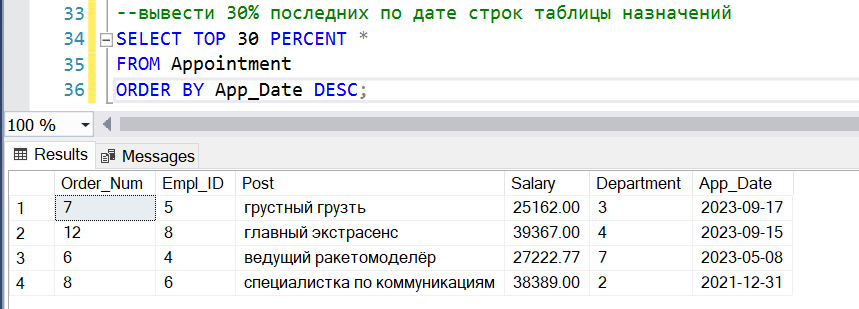 33 --вывести 30% последних по дате строк таблицы назначений
34 SELECT TOP 30 PERCENT *
35 FROM Appointment
36 ORDER BY App_Date DESC;
100 %
Results Messages
Order_Num Empl_ID Post Salary Department App_Date
1 7 5 грустный грузть 25162.00 3 2023-09-17
2 12 8 главный экстрасенс 39367.00 4 2023-09-15
3 6 4 ведущий ракетомоделёр 27222.77 7 2023-05-08
4 8 6 специалистка по коммуникациям 38389.00 2 2021-12-31